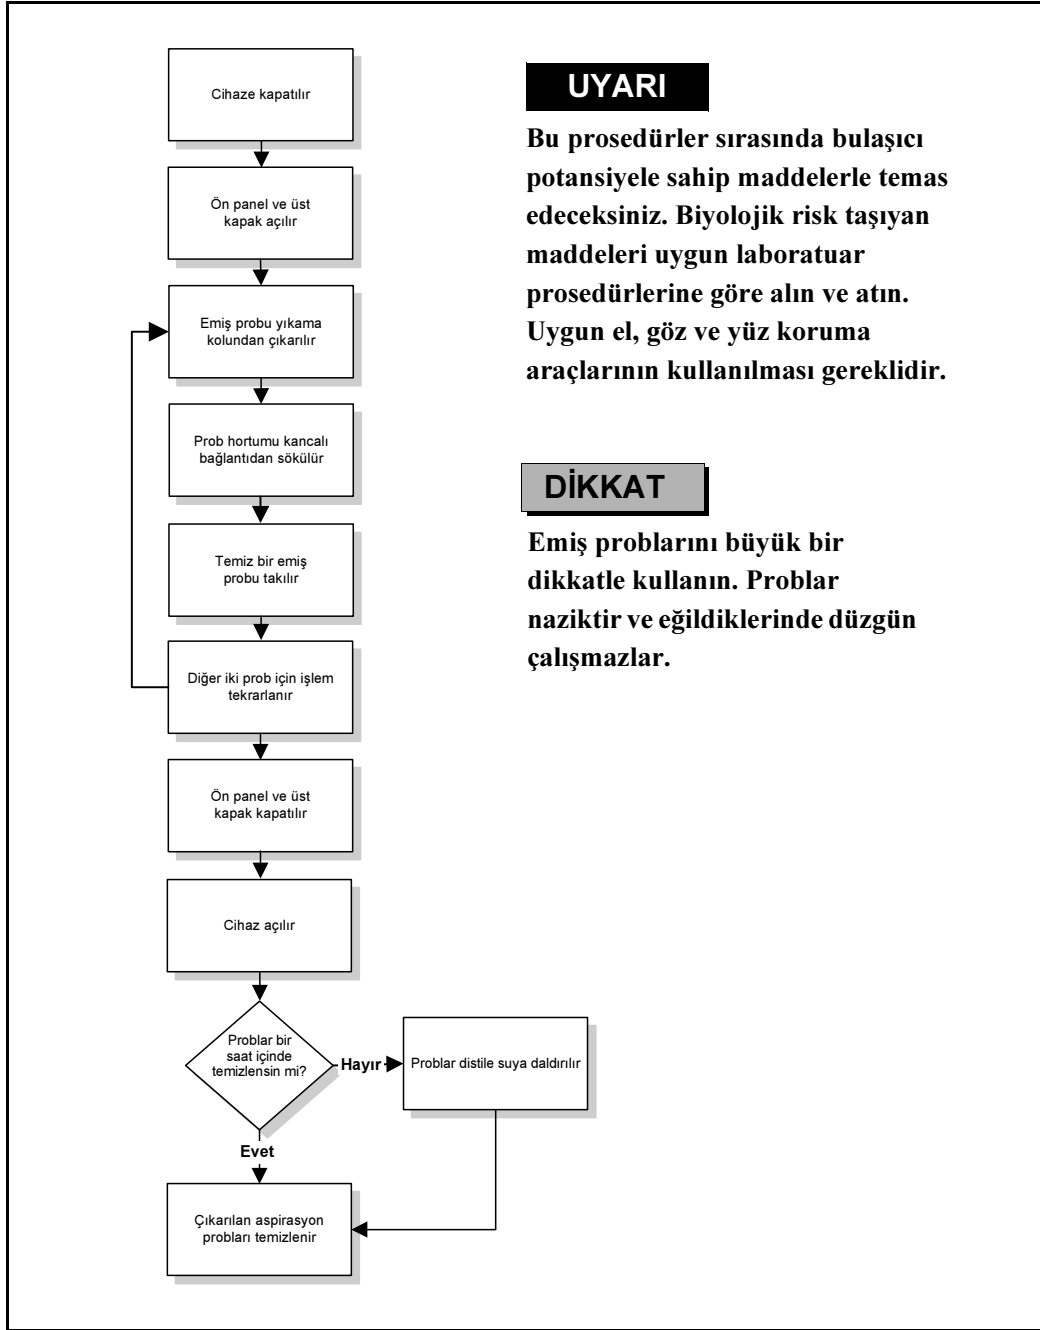 Cihaze kapatılır
Ön panel ve üst
kapak açılır
Emiş probu yıkama
kolundan çıkarılır
Prob hortumu kancalı
bağlantıdan sökülür
Temiz bir emiş
probu takılır
Diğer iki prob için işlem
tekrarlanır
Ön panel ve üst
kapak kapatılır
Cihaz açılır
Problar bir
saat içinde
temizlensin mi?
Hayır
Problar distile suya daldırılır
Evet
Çıkarılan aspirasyon
probları temizlenir
UYARI
Bu prosedürler sırasında bulaşıcı
potansiyele sahip maddelerle temas
edeceksiniz. Biyolojik risk taşıyan
maddeleri uygun laboratuar
prosedürlerine göre alın ve atın.
Uygun el, göz ve yüz koruma
araçlarının kullanılması gereklidir.
DİKKAT
Emiş problarını büyük bir
dikkatle kullanın. Problar
naziktir ve eğildiklerinde düzgün
çalışmazlar.